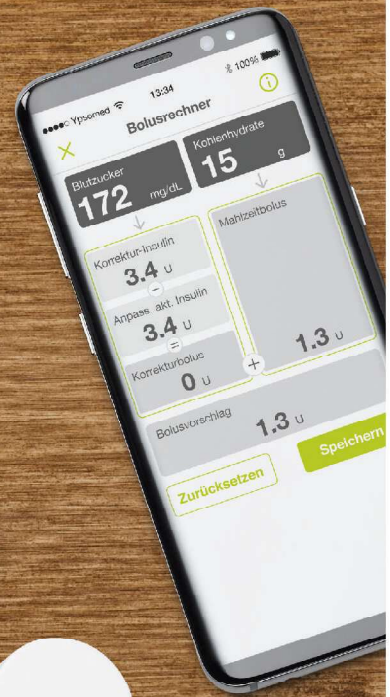 Ypsomed 13:34 100%
Bolusrechner
Blutzucker
172 mg/dL
Kohlenhydrate
15 g
Korrektur-Insulin
3.4 U
−
Anpass. akt. Insulin
3.4 U
=
Korrekturbolus
0 U
Mahlzeitbolus
1.3 U
+
Bolusvorschlag
1.3 U
Zurücksetzen
Speichern